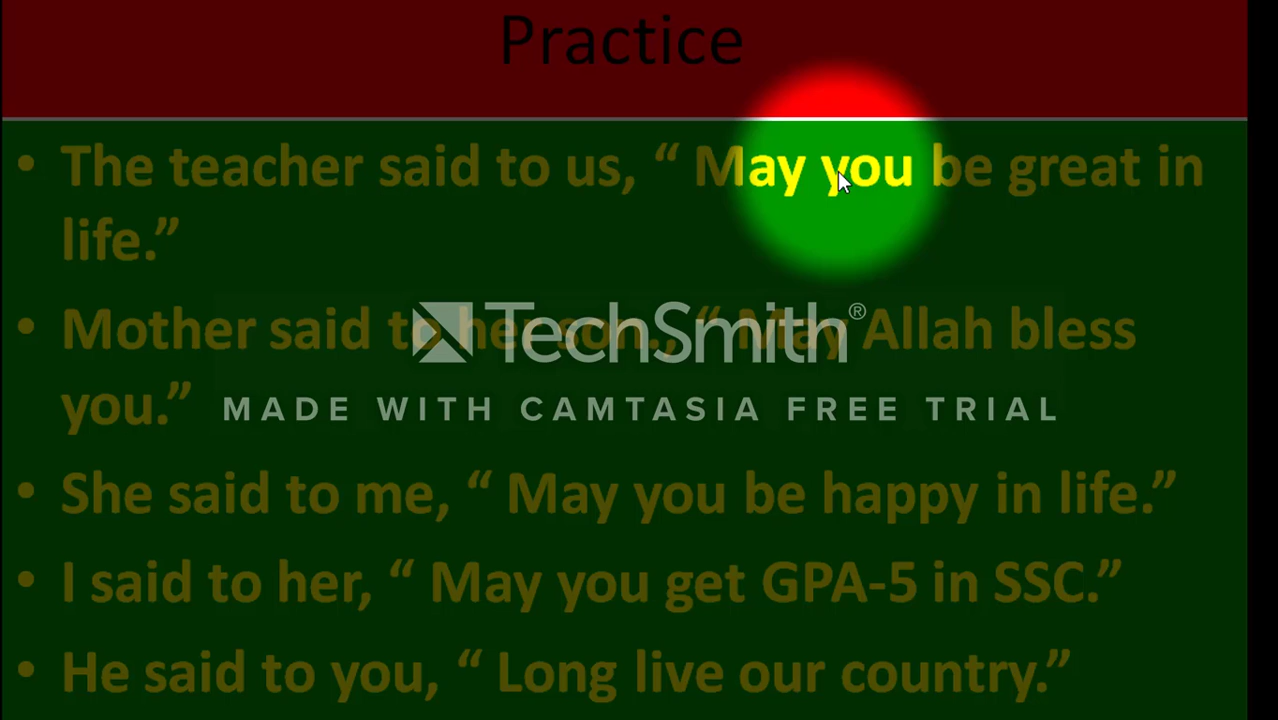 Practice
• The teacher said to us, “ May you be great in
life.”
• Mother said to her son., “ May Allah bless
you.”
TechSmith®
MADE WITH CAMTASIA FREE TRIAL
• She said to me, “ May you be happy in life.”
• I said to her, “ May you get GPA-5 in SSC.”
• He said to you, “ Long live our country.”